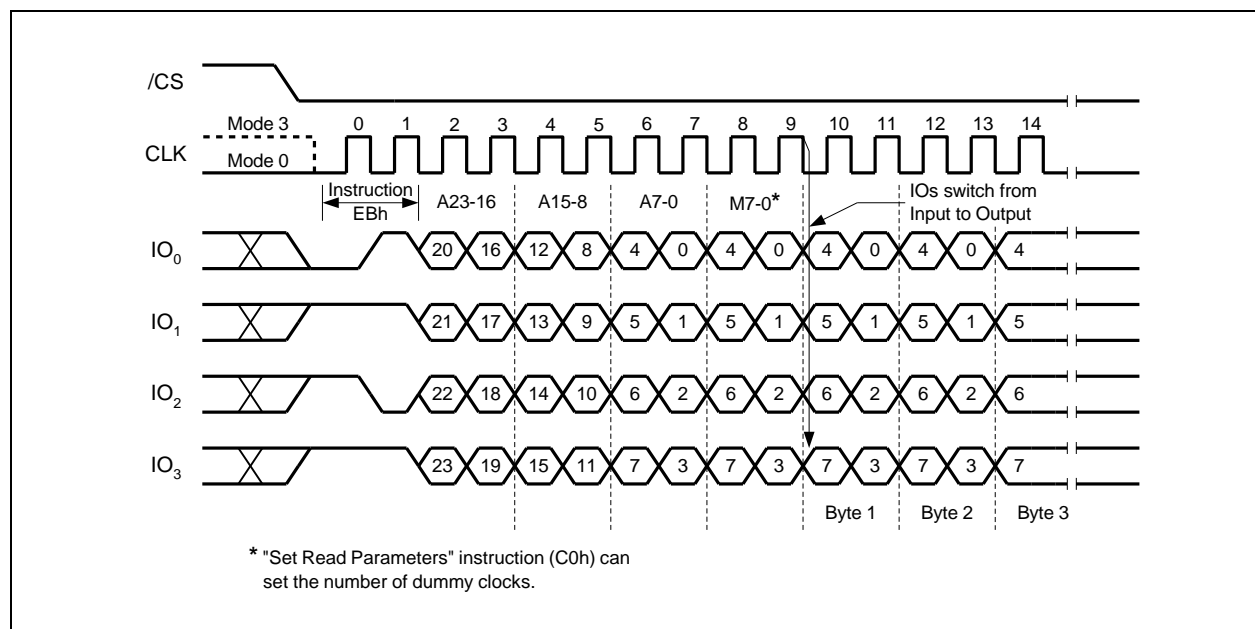 /CS
Mode 3
0 1 2 3 4 5 6 7 8 9 10 11 12 13 14
CLK
Mode 0
Instruction
EBh
A23-16 A15-8 A7-0 M7-0*
IOs switch from
Input to Output
IO0
20 16 12 8 4 0 4 0 4 0 4 0 4
IO1
21 17 13 9 5 1 5 1 5 1 5 1 5
IO2
22 18 14 10 6 2 6 2 6 2 6 2 6
IO3
23 19 15 11 7 3 7 3 7 3 7 3 7
Byte 1 Byte 2 Byte 3
* "Set Read Parameters" instruction (C0h) can
set the number of dummy clocks.